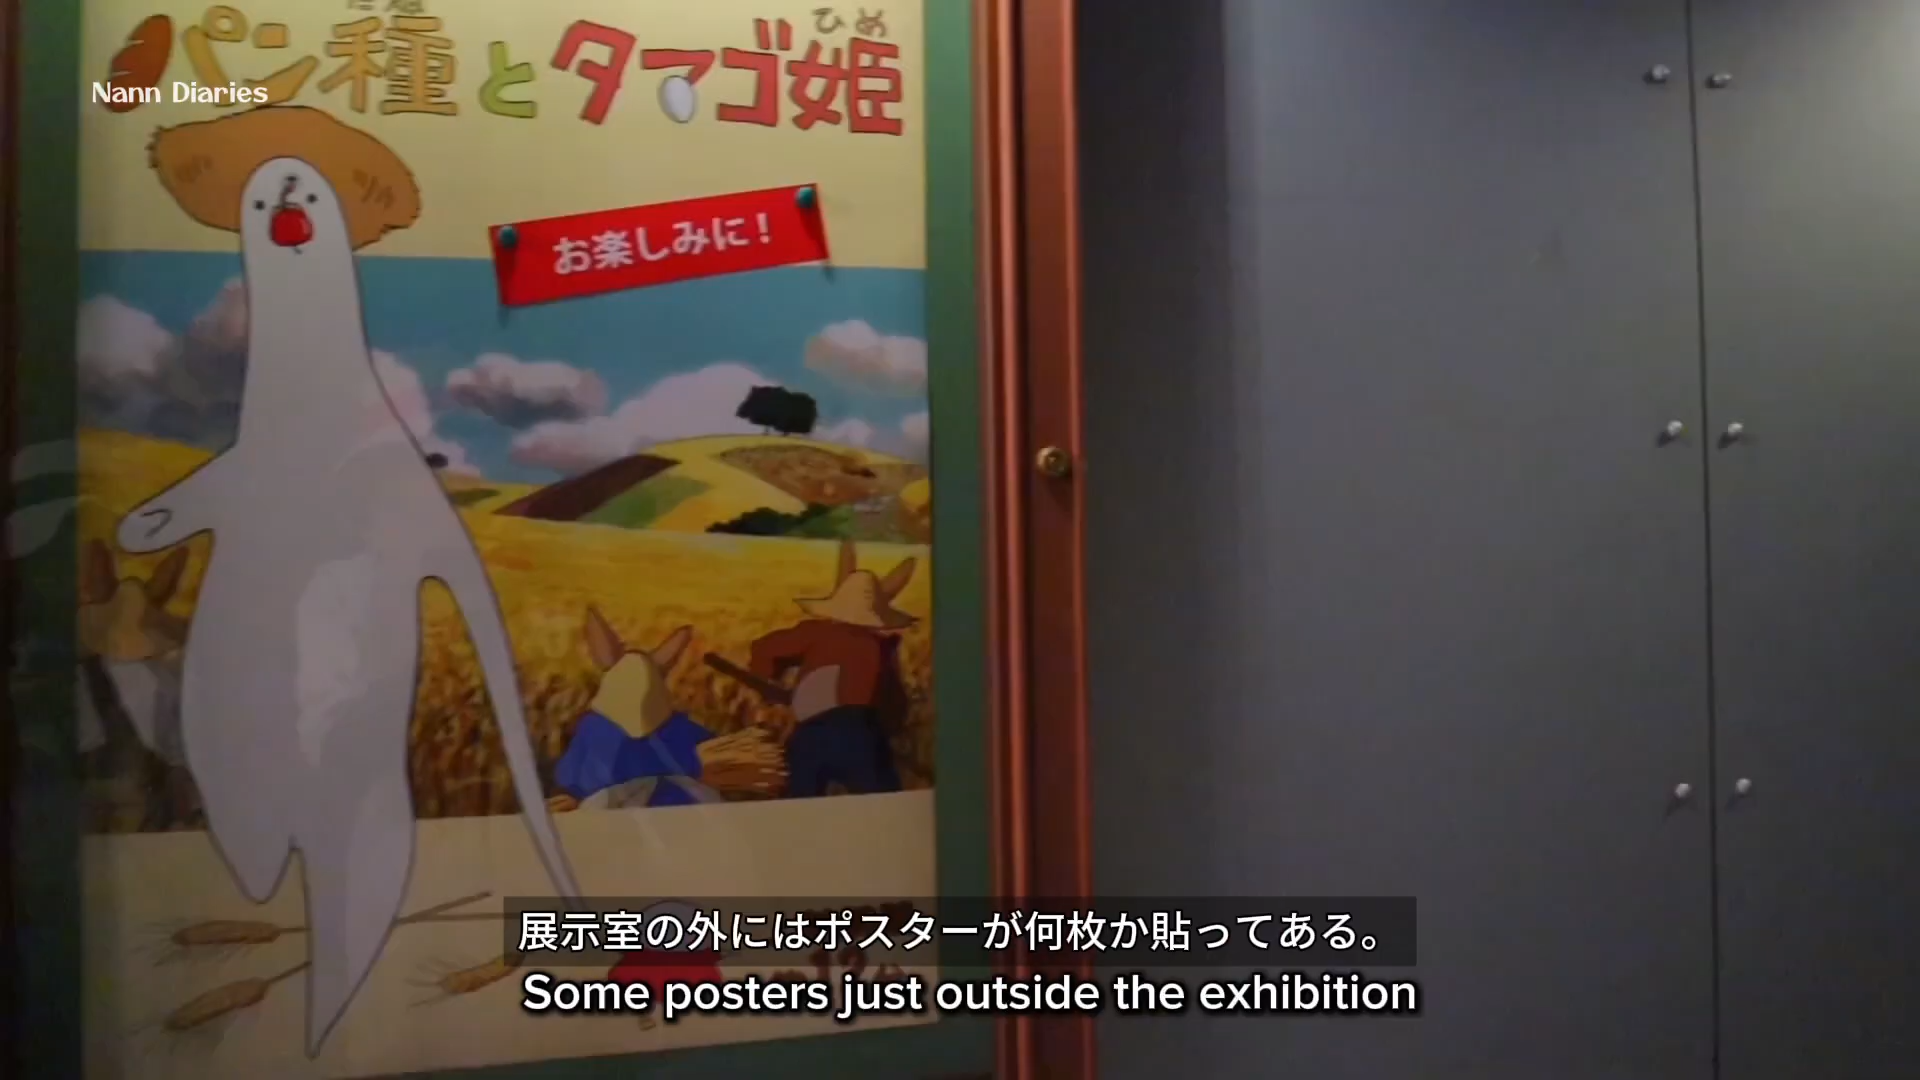 ひめ
パン種とタマゴ姫
Nann Diaries
お楽しみに!
展示室の外にはポスターが何枚か貼ってある。
Some posters just outside the exhibition